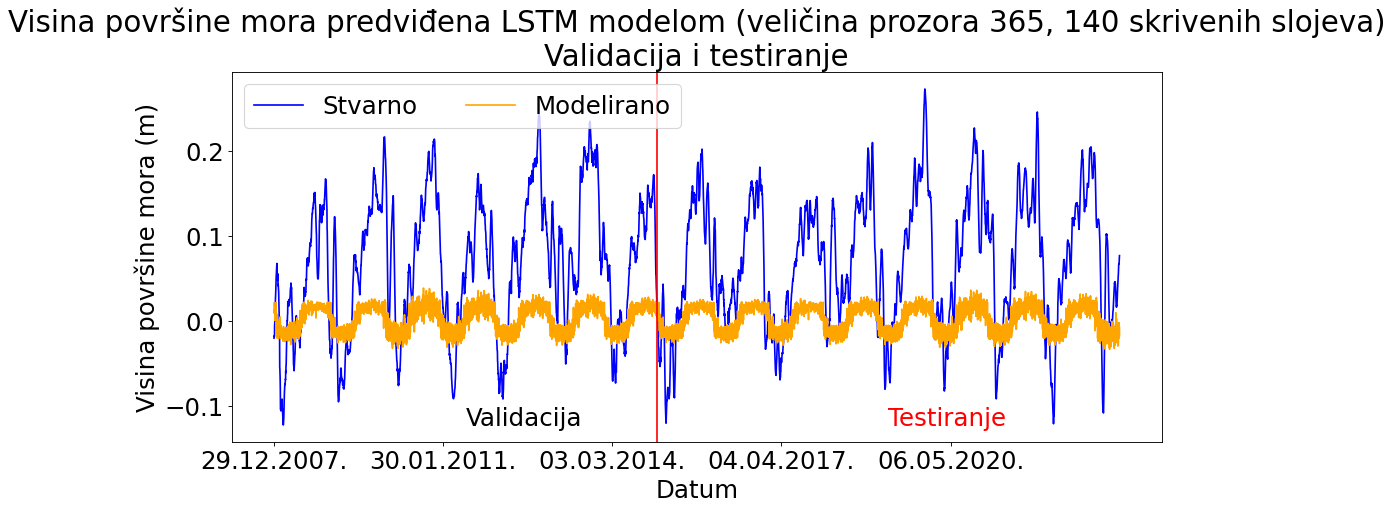 Visina površine mora predviđena LSTM modelom (veličina prozora 365, 140 skrivenih slojeva)
Validacija i testiranje
Stvarno
Modelirano
Visina površine mora (m)
0.2
0.1
0.0
−0.1
Validacija
Testiranje
29.12.2007.
30.01.2011.
03.03.2014.
04.04.2017.
06.05.2020.
Datum